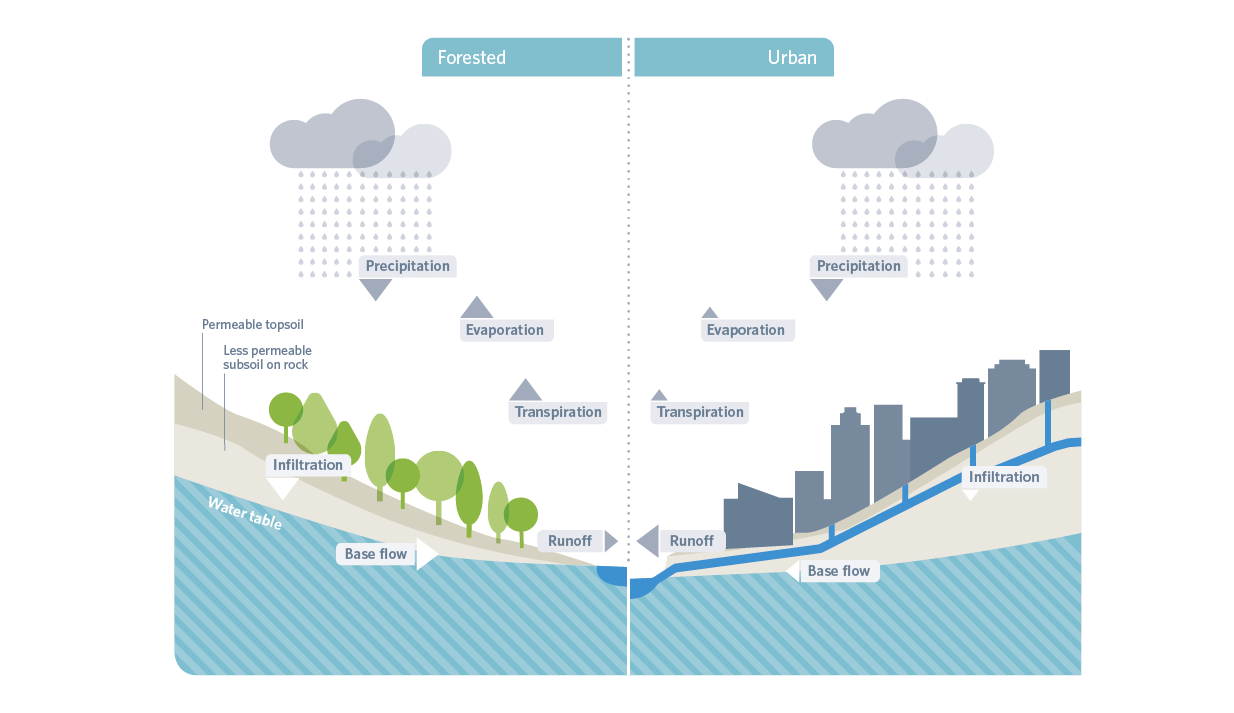 Forested
Urban
Precipitation
Precipitation
Evaporation
Evaporation
Permeable topsoil
Less permeable
subsoil on rock
Transpiration
Transpiration
Infiltration
Infiltration
Water table
Runoff
Runoff
Base flow
Base flow